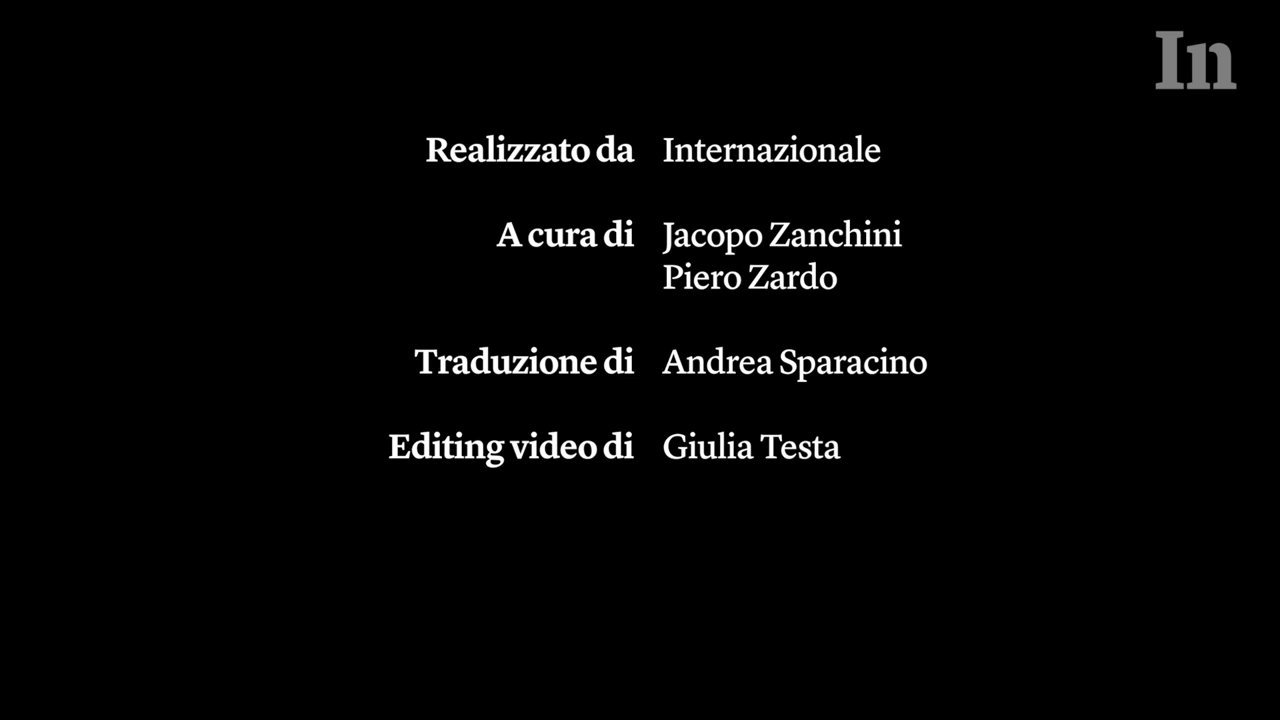 In
Realizzato da Internazionale
A cura di Jacopo Zanchini
Piero Zardo
Traduzione di Andrea Sparacino
Editing video di Giulia Testa